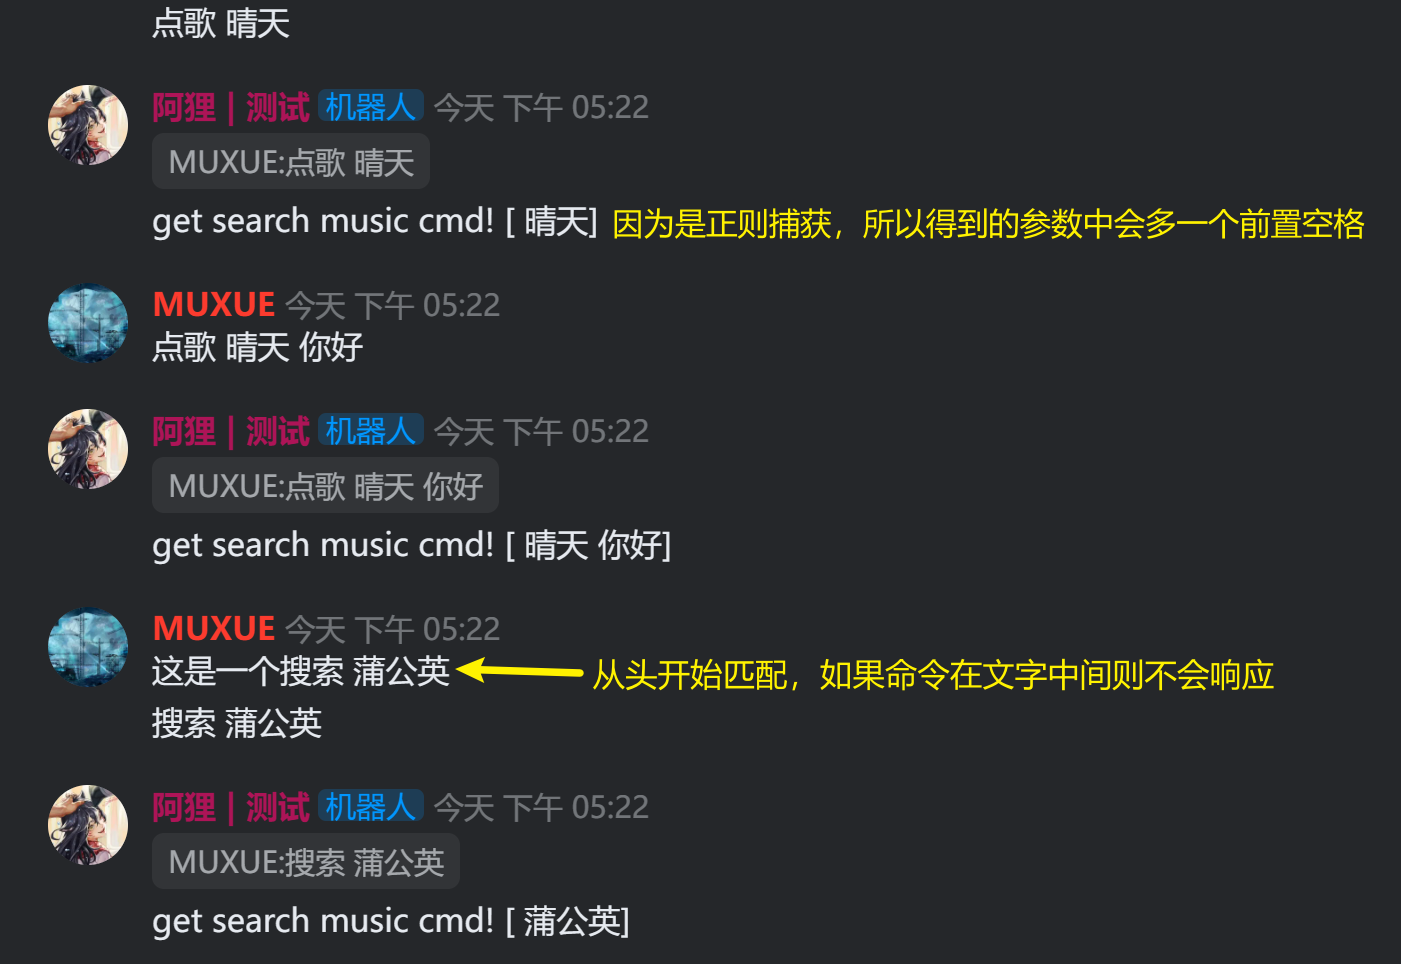 点歌 晴天
阿狸 | 测试 机器人 今天 下午 05:22
MUXUE:点歌 晴天
get search music cmd! [ 晴天] 因为是正则捕获，所以得到的参数中会多一个前置空格
MUXUE 今天 下午 05:22
点歌 晴天 你好
阿狸 | 测试 机器人 今天 下午 05:22
MUXUE:点歌 晴天 你好
get search music cmd! [ 晴天 你好]
MUXUE 今天 下午 05:22
这是一个搜索 蒲公英 从头开始匹配，如果命令在文字中间则不会响应
搜索 蒲公英
阿狸 | 测试 机器人 今天 下午 05:22
MUXUE:搜索 蒲公英
get search music cmd! [ 蒲公英]